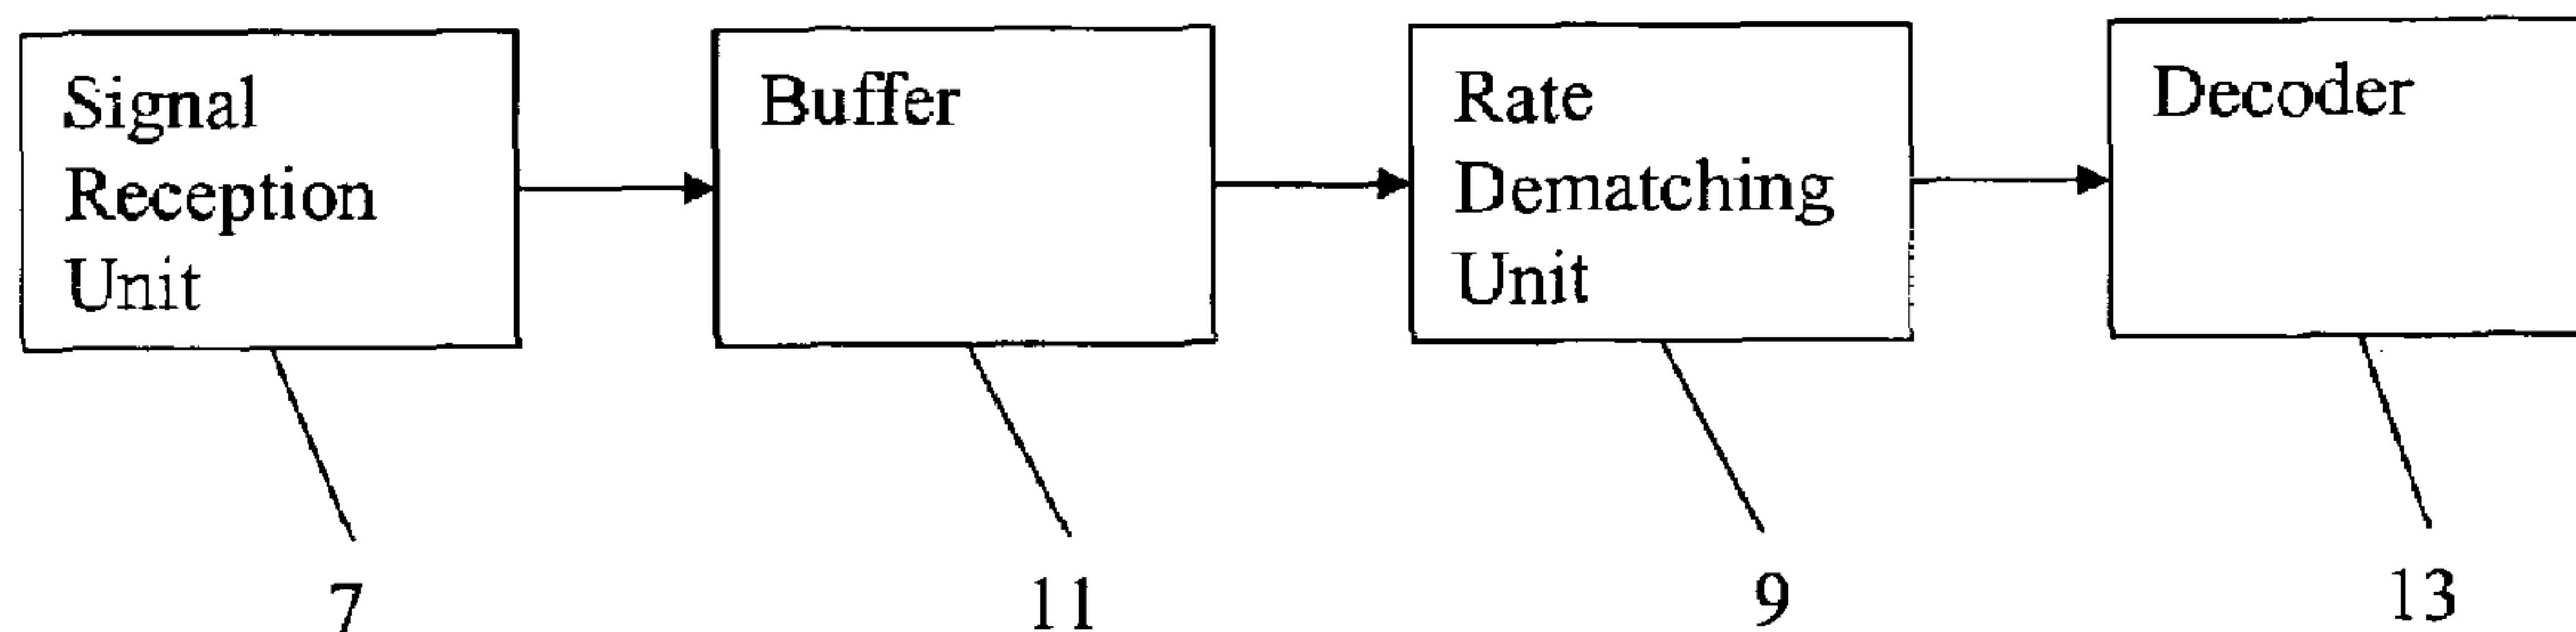 Signal
Reception
Unit
Buffer
Rate
Dematching
Unit
Decoder
7
11
9
13